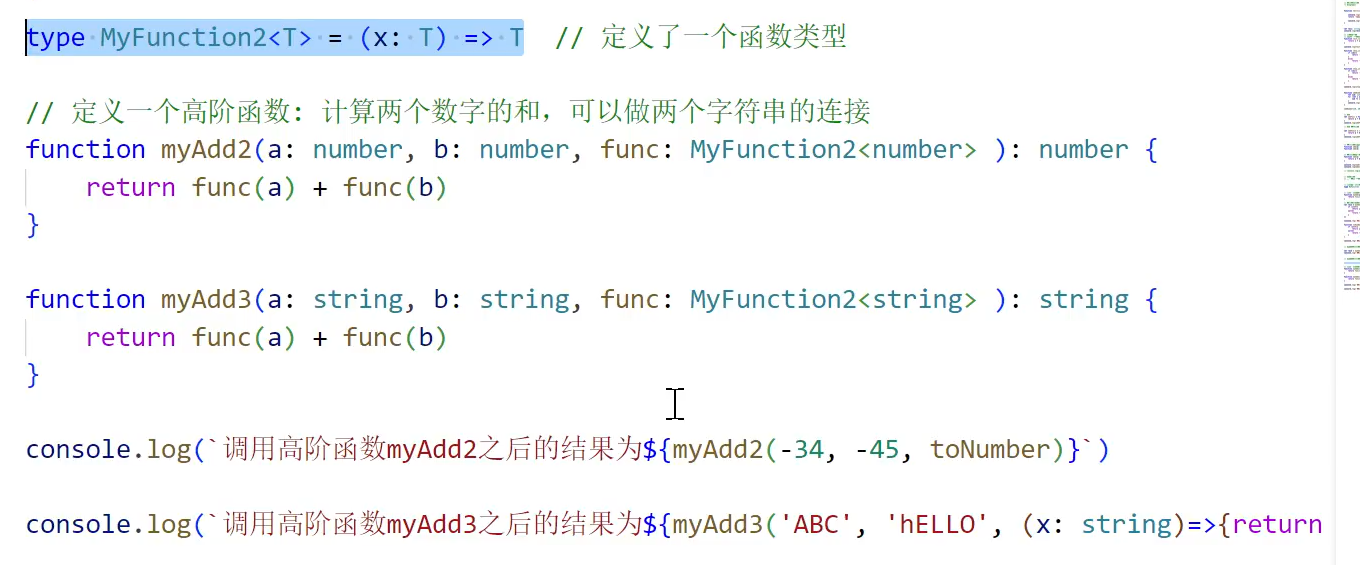 type MyFunction2<T> = (x: T) => T  // 定义了一个函数类型
// 定义一个高阶函数: 计算两个数字的和，可以做两个字符串的连接
function myAdd2(a: number, b: number, func: MyFunction2<number> ): number {
    return func(a) + func(b)
}
function myAdd3(a: string, b: string, func: MyFunction2<string> ): string {
    return func(a) + func(b)
}
console.log(`调用高阶函数myAdd2之后的结果为${myAdd2(-34, -45, toNumber)}`)
console.log(`调用高阶函数myAdd3之后的结果为${myAdd3('ABC', 'hELLO', (x: string)=>{return